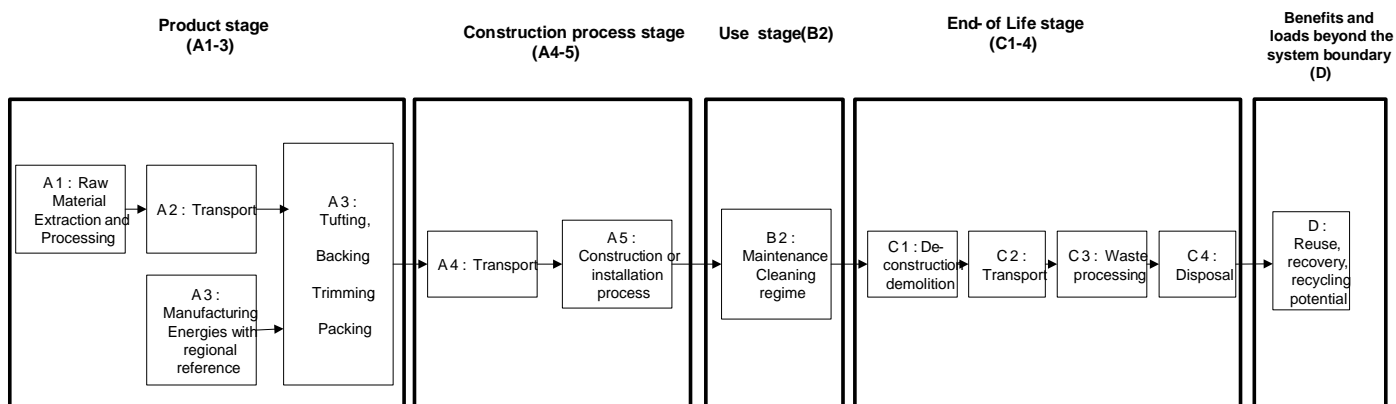 Product stage
(A1-3)
Construction process stage
(A4-5)
Use stage(B2)
End- of Life stage
(C1-4)
Benefits and
loads beyond the
system boundary
(D)
A1: Raw
Material
Extraction and
Processing
A2: Transport
A3:
Manufacturing
Energies with
regional
reference
A3:
Tufting,
Backing
Trimming
Packing
A4: Transport
A5:
Construction or
installation
process
B2:
Maintenance
Cleaning
regime
C1: De-
construction
demolition
C2:
Transport
C3: Waste
processing
C4:
Disposal
D:
Reuse,
recovery,
recycling
potential